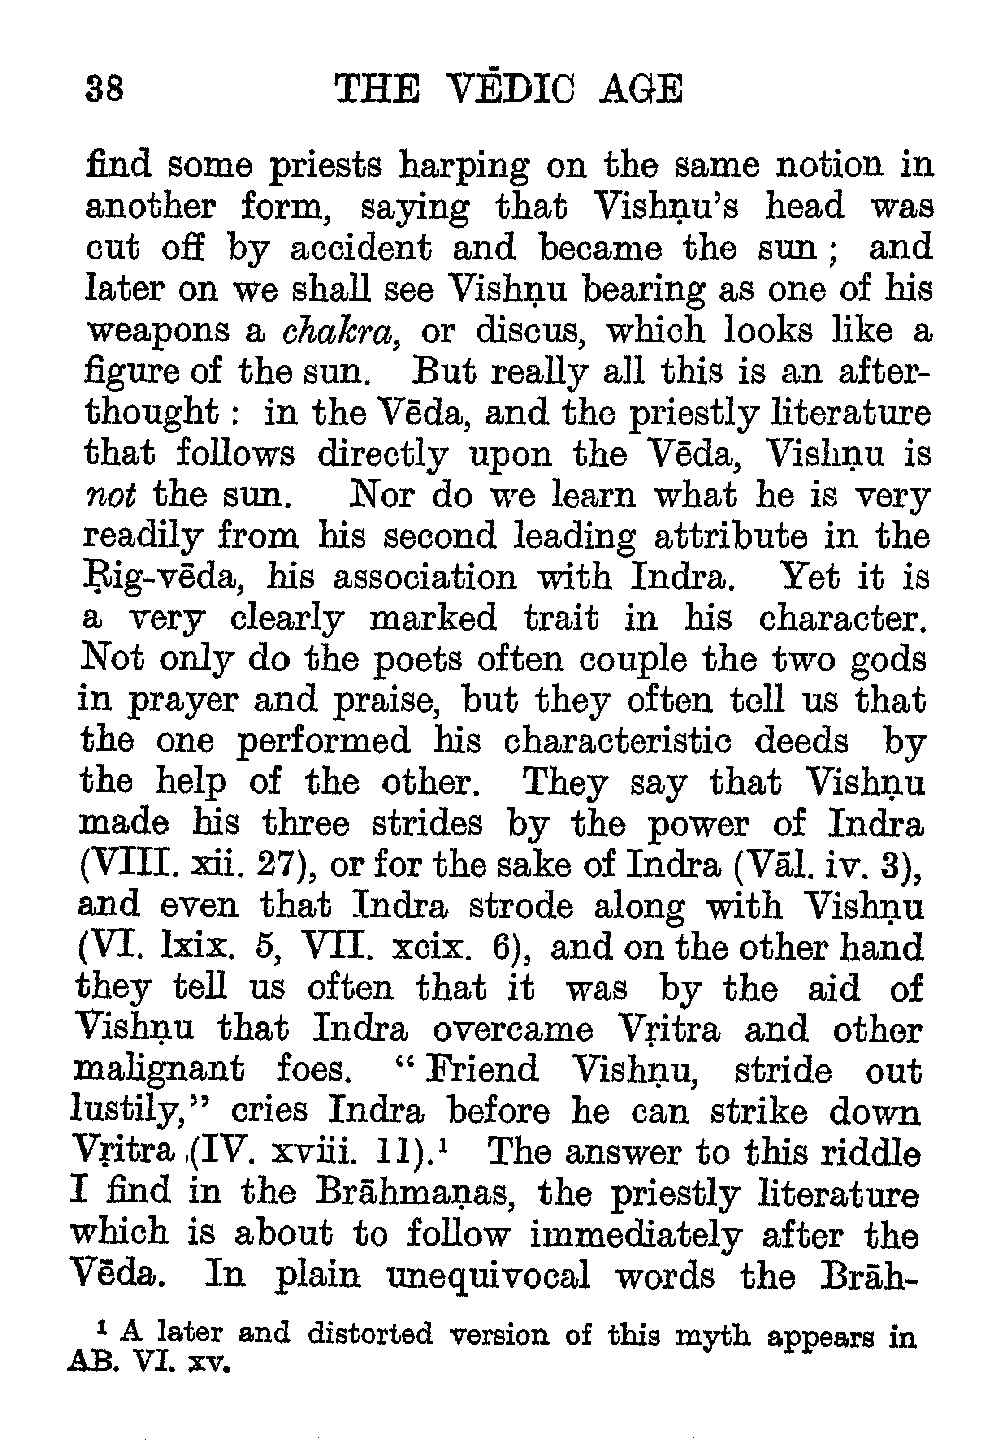 38 THE VĒDIC AGE
find some priests harping on the same notion in
another form, saying that Vishṇu's head was
cut off by accident and became the sun ; and
later on we shall see Vishṇu bearing as one of his
weapons a chakra, or discus, which looks like a
figure of the sun. But really all this is an after-
thought : in the Vēda, and the priestly literature
that follows directly upon the Vēda, Vishṇu is
not the sun. Nor do we learn what he is very
readily from his second leading attribute in the
Ṛig-vēda, his association with Indra. Yet it is
a very clearly marked trait in his character.
Not only do the poets often couple the two gods
in prayer and praise, but they often tell us that
the one performed his characteristic deeds by
the help of the other. They say that Vishṇu
made his three strides by the power of Indra
(VIII. xii. 27), or for the sake of Indra (Vāl. iv. 3),
and even that Indra strode along with Vishṇu
(VI. lxix. 5, VII. xcix. 6), and on the other hand
they tell us often that it was by the aid of
Vishṇu that Indra overcame Vṛitra and other
malignant foes. “ Friend Vishṇu, stride out
lustily,” cries Indra before he can strike down
Vṛitra (IV. xviii. 11).¹ The answer to this riddle
I find in the Brāhmaṇas, the priestly literature
which is about to follow immediately after the
Vēda. In plain unequivocal words the Brāh-
¹ A later and distorted version of this myth appears in
AB. VI. xv.